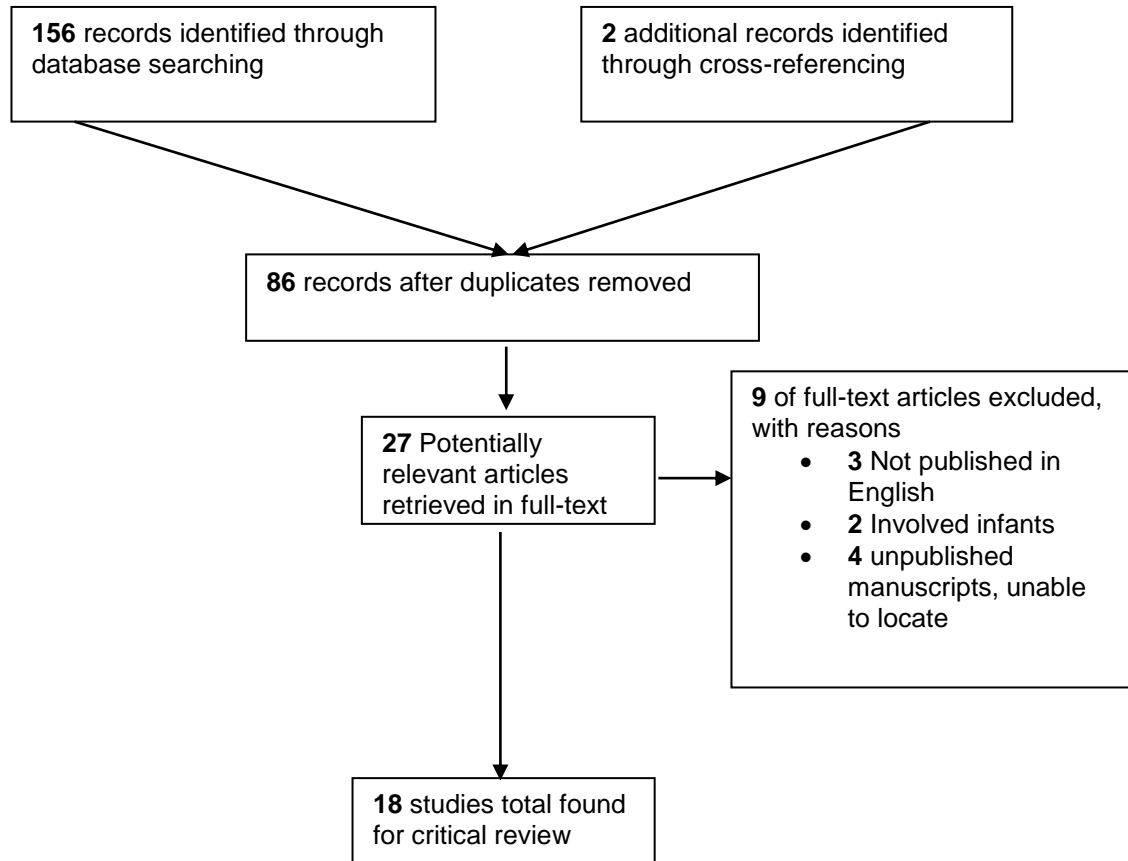 156 records identified through
database searching
2 additional records identified
through cross-referencing
86 records after duplicates removed
27 Potentially
relevant articles
retrieved in full-text
9 of full-text articles excluded,
with reasons
• 3 Not published in
English
• 2 Involved infants
• 4 unpublished
manuscripts, unable
to locate
18 studies total found
for critical review